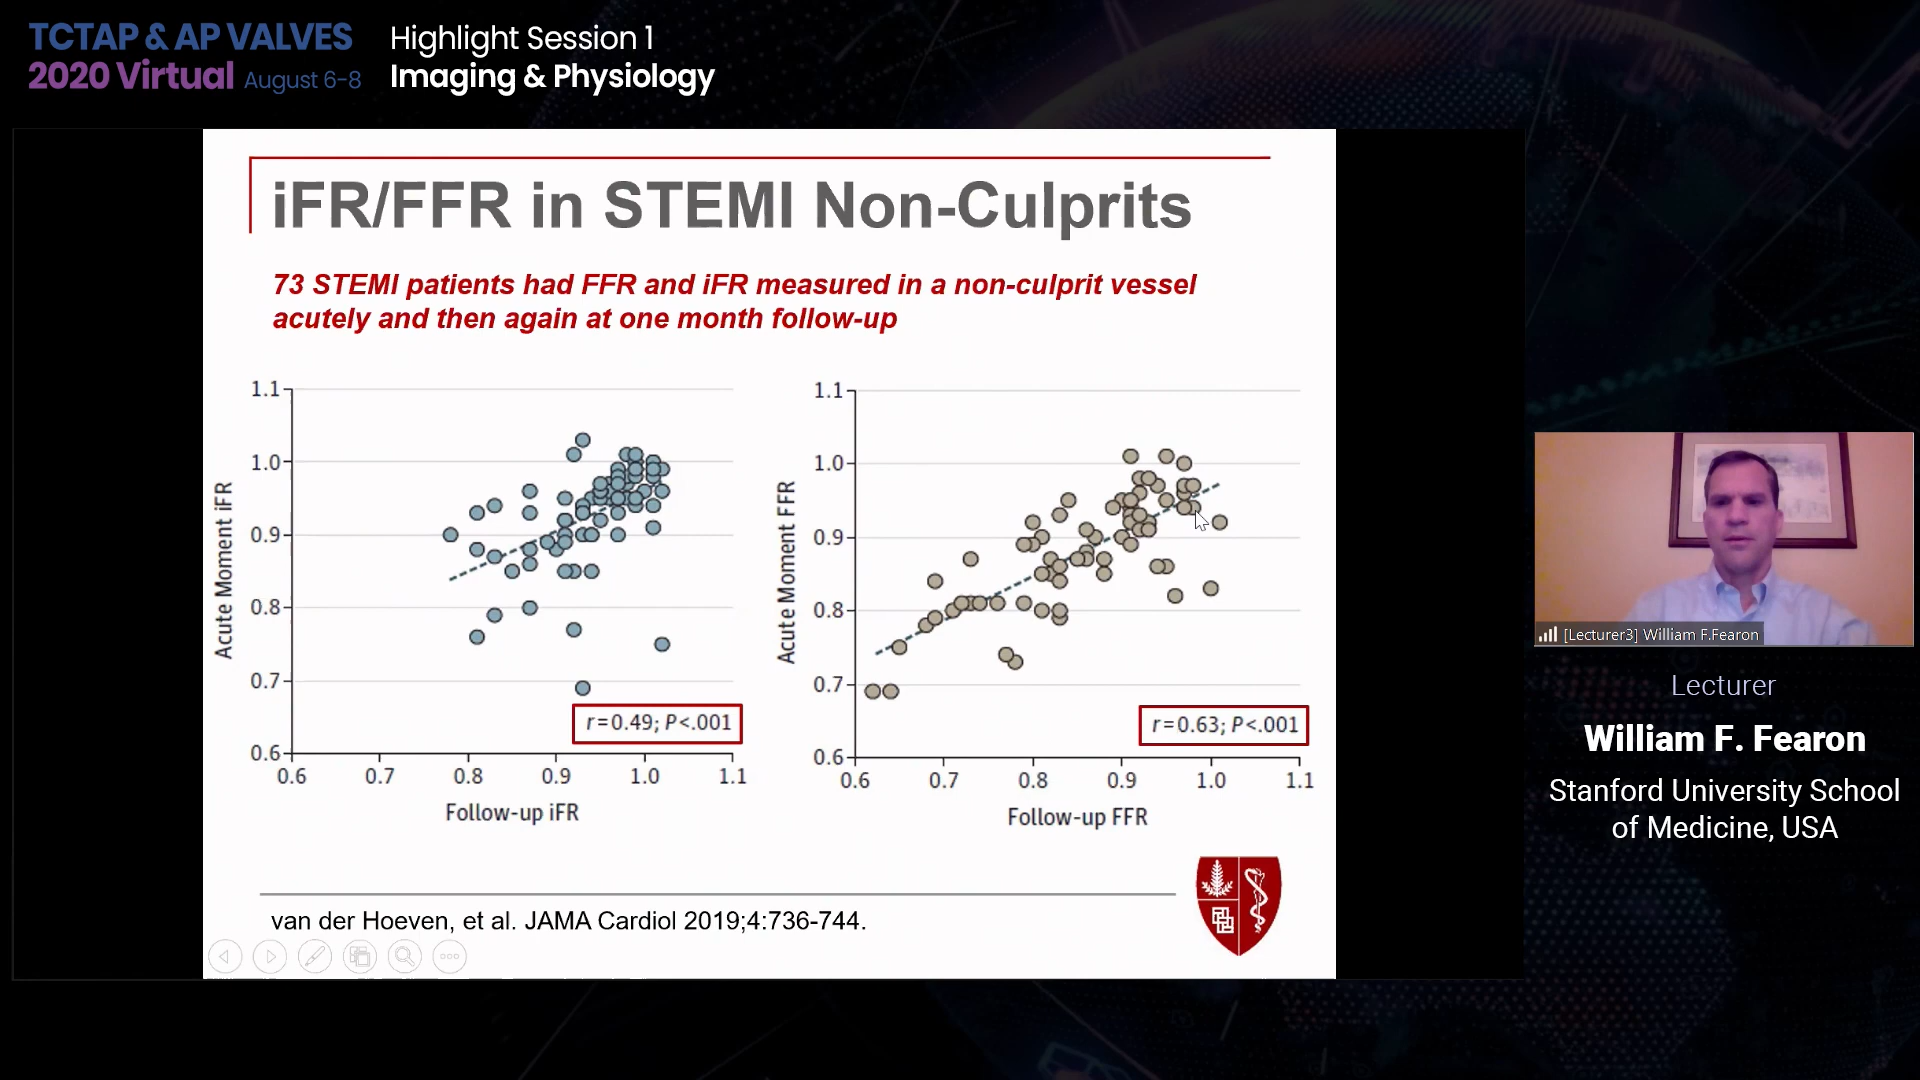 TCTAP & AP VALVES
2020 Virtual August 6-8
Highlight Session 1
Imaging & Physiology
iFR/FFR in STEMI Non-Culprits
73 STEMI patients had FFR and iFR measured in a non-culprit vessel
acutely and then again at one month follow-up
Acute Moment iFR
1.1
1.0
0.9
0.8
0.7
0.6
r=0.49; P<.001
0.6 0.7 0.8 0.9 1.0 1.1
Follow-up iFR
Acute Moment FFR
1.1
1.0
0.9
0.8
0.7
0.6
r=0.63; P<.001
0.6 0.7 0.8 0.9 1.0 1.1
Follow-up FFR
van der Hoeven, et al. JAMA Cardiol 2019;4:736-744.
[Lecturer3] William F.Fearon
Lecturer
William F. Fearon
Stanford University School
of Medicine, USA